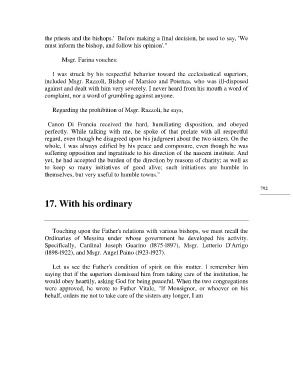 the priests and the bishops.' Before making a final decision, he used to say, 'We
must inform the bishop, and follow his opinion'."
Msgr. Farina vouches:
I was struck by his respectful behavior toward the ecclesiastical superiors,
included Msgr. Razzoli, Bishop of Marsico and Potenza, who was ill-disposed
against and dealt with him very severely. I never heard from his mouth a word of
complaint, nor a word of grumbling against anyone.
Regarding the prohibition of Msgr. Razzoli, he says,
Canon Di Francia received the hard, humiliating disposition, and obeyed
perfectly. While talking with me, he spoke of that prelate with all respectful
regard, even though he disagreed upon his judgment about the two sisters. On the
whole, I was always edified by his peace and composure, even though he was
suffering opposition and ingratitude to his direction of the nascent institute. And
yet, he had accepted the burden of the direction by reasons of charity; as well as
to keep so many initiatives of good alive; such initiatives are humble in
themselves, but very useful to humble towns."
792
17. With his ordinary
Touching upon the Father's relations with various bishops, we must recall the
Ordinaries of Messina under whose government he developed his activity.
Specifically, Cardinal Joseph Guarino (l875-l897), Msgr. Letterio D'Arrigo
(l898-l922), and Msgr. Angel Paino (l923-l927).
Let us see the Father's condition of spirit on this matter. I remember him
saying that if the superiors dismissed him from taking care of the institution, he
would obey heartily, asking God for being peaceful. When the two congregations
were approved, he wrote to Father Vitale, "If Monsignor, or whoever on his
behalf, orders me not to take care of the sisters any longer, I am